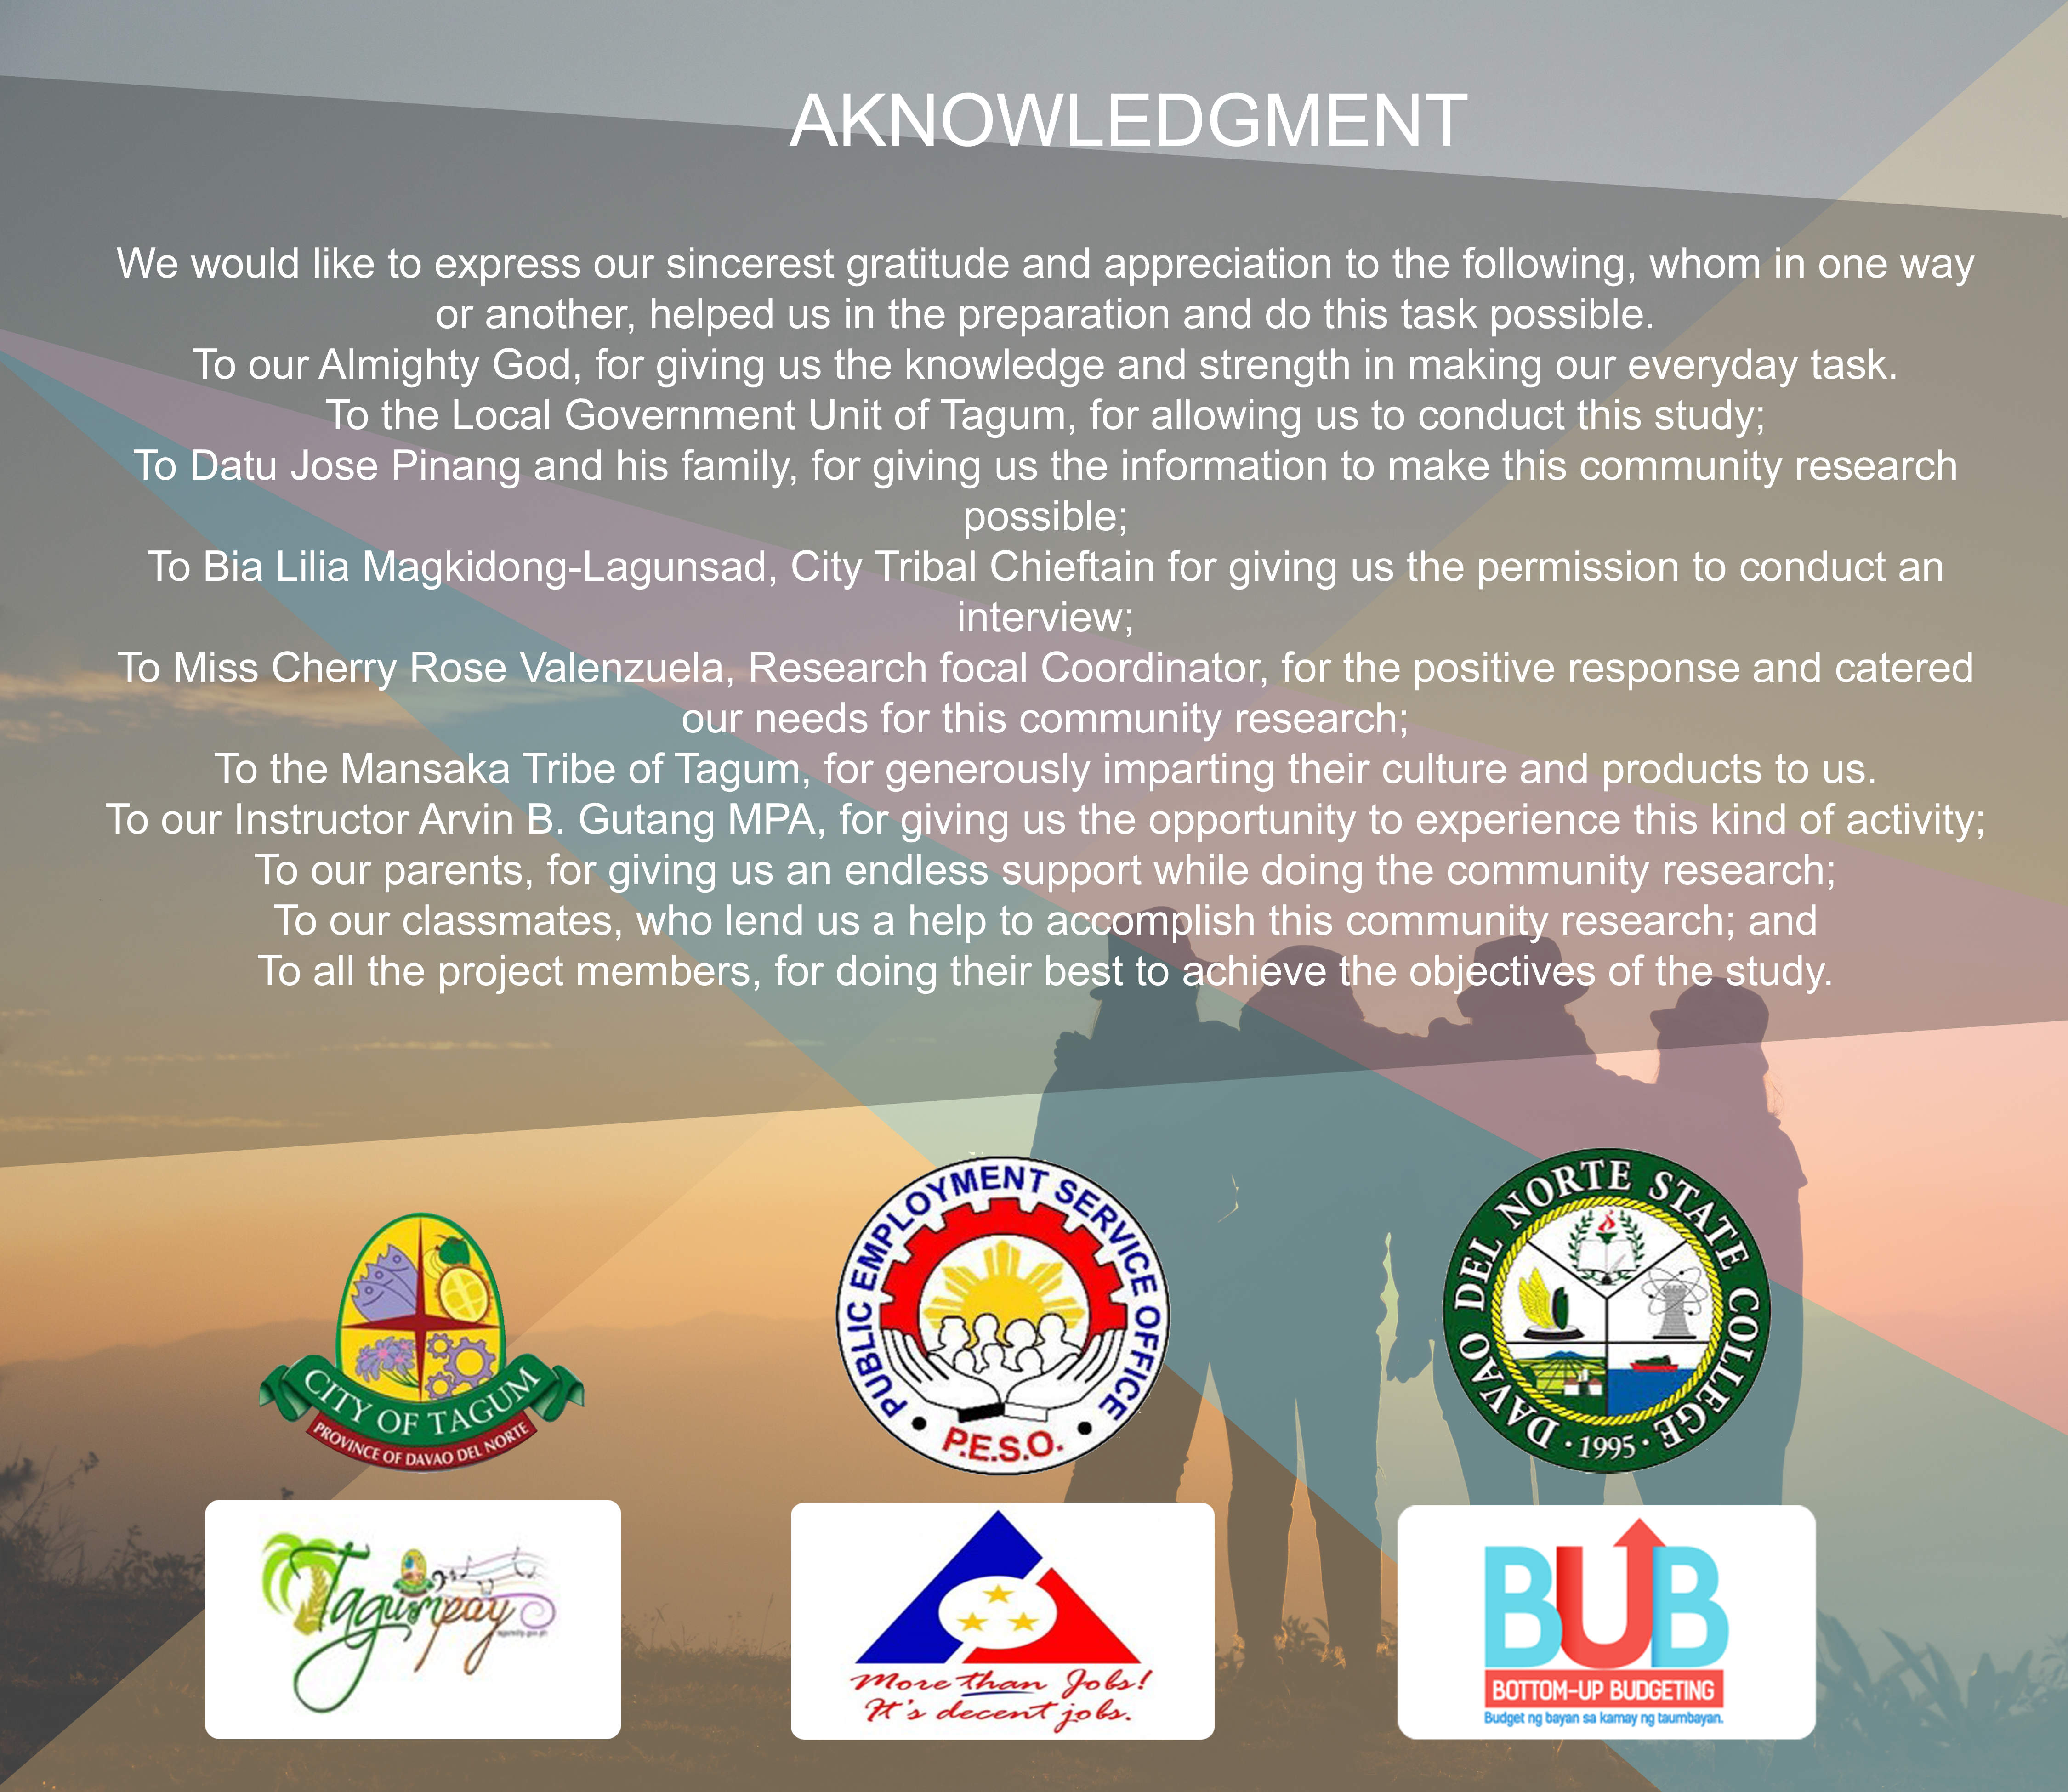 AKNOWLEDGMENT
We would like to express our sincerest gratitude and appreciation to the following, whom in one way
or another, helped us in the preparation and do this task possible.
To our Almighty God, for giving us the knowledge and strength in making our everyday task.
To the Local Government Unit of Tagum, for allowing us to conduct this study;
To Datu Jose Pinang and his family, for giving us the information to make this community research
possible;
To Bia Lilia Magkidong-Lagunsad, City Tribal Chieftain for giving us the permission to conduct an
interview;
To Miss Cherry Rose Valenzuela, Research focal Coordinator, for the positive response and catered
our needs for this community research;
To the Mansaka Tribe of Tagum, for generously imparting their culture and products to us.
To our Instructor Arvin B. Gutang MPA, for giving us the opportunity to experience this kind of activity;
To our parents, for giving us an endless support while doing the community research;
To our classmates, who lend us a help to accomplish this community research; and
To all the project members, for doing their best to achieve the objectives of the study.
CITY OF TAGUM
PROVINCE OF DAVAO DEL NORTE
PUBLIC EMPLOYMENT SERVICE OFFICE
P.E.S.O.
DAVAO DEL NORTE STATE COLLEGE
· 1995 ·
Tagumpay
More than Jobs!
It's decent jobs.
BUB
BOTTOM-UP BUDGETING
Budget ng bayan sa kamay ng taumbayan.